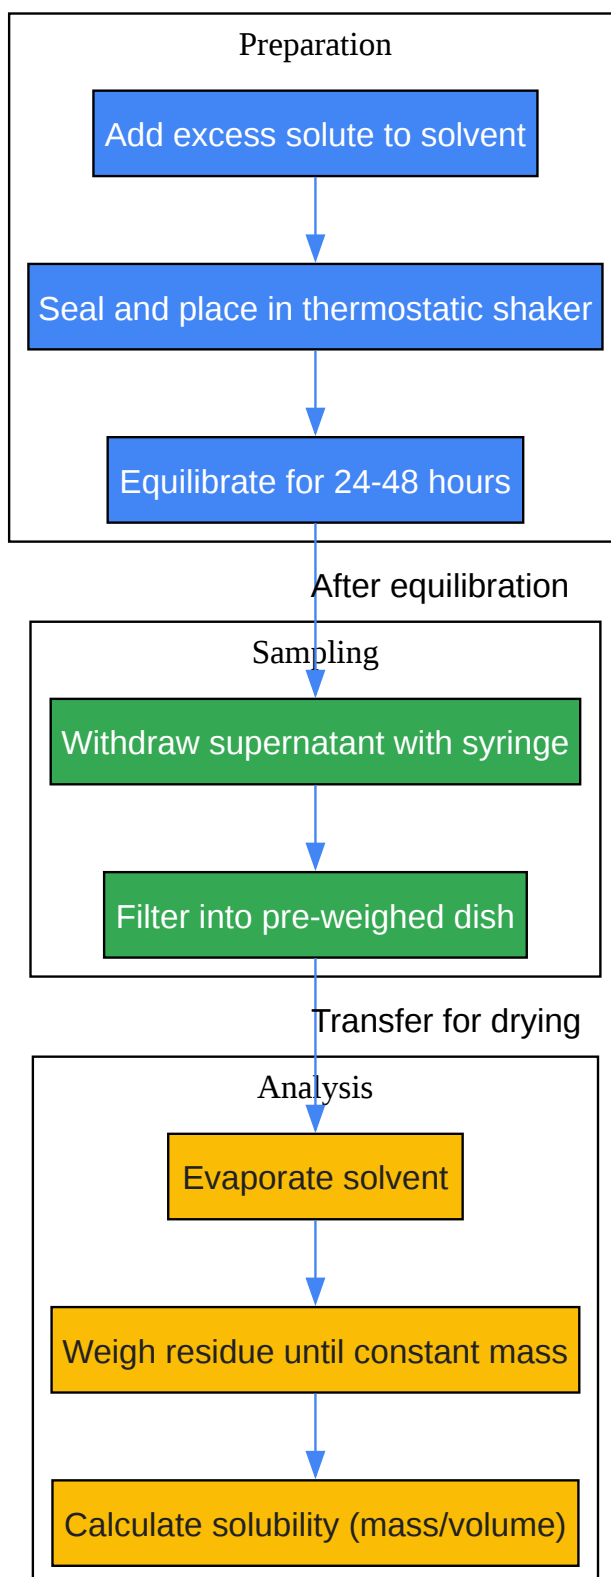 Preparation
Add excess solute to solvent
Seal and place in thermostatic shaker
Equilibrate for 24-48 hours
After equilibration
Sampling
Withdraw supernatant with syringe
Filter into pre-weighed dish
Transfer for drying
Analysis
Evaporate solvent
Weigh residue until constant mass
Calculate solubility (mass/volume)